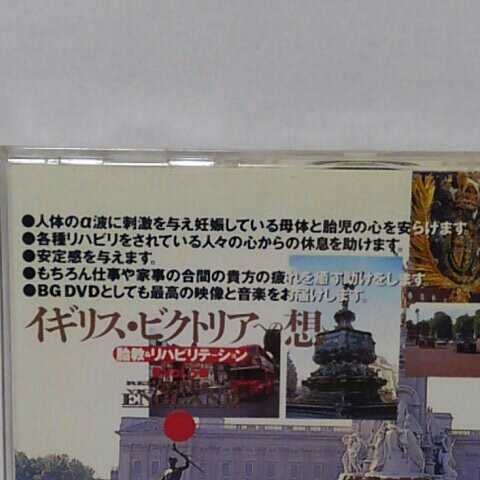 ●人体のα波に刺激を与え妊娠している母体と胎児の心を安らげます。
●各種リハビリをされている人々の心からの休息を助けます。
●安定感を与えます。
●もちろん仕事や家事の合間の貴方の疲れを癒す助けをします。
●BG DVDとしても最高の映像と音楽をお届けします。
イギリス・ビクトリアへの想
胎教&リハビリテーション
ENGLAND